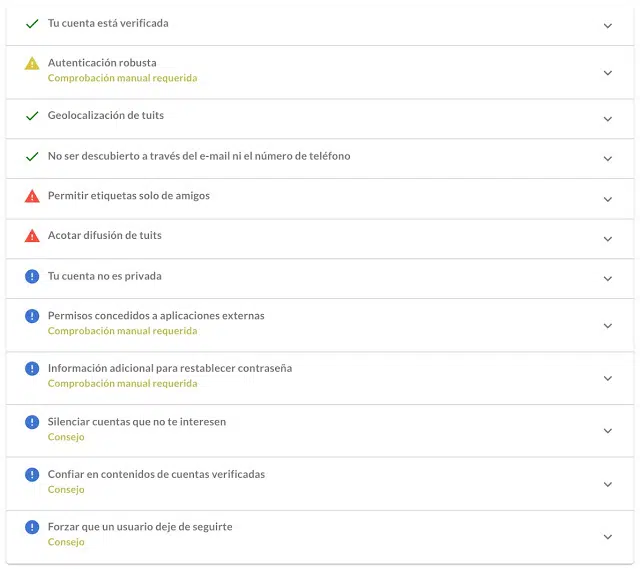 Tu cuenta está verificada
Autenticación robusta
Comprobación manual requerida
Geolocalización de tuits
No ser descubierto a través del e-mail ni el número de teléfono
Permitir etiquetas solo de amigos
Acotar difusión de tuits
Tu cuenta no es privada
Permisos concedidos a aplicaciones externas
Comprobación manual requerida
Información adicional para restablecer contraseña
Comprobación manual requerida
Silenciar cuentas que no te interesen
Consejo
Confiar en contenidos de cuentas verificadas
Consejo
Forzar que un usuario deje de seguirte
Consejo